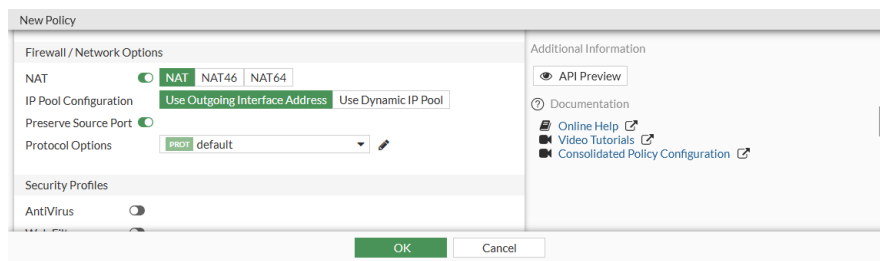 New Policy
Firewall / Network Options
NAT NAT NAT46 NAT64
IP Pool Configuration Use Outgoing Interface Address Use Dynamic IP Pool
Preserve Source Port
Protocol Options PROT default
Security Profiles
AntiVirus
Additional Information
API Preview
Documentation
Online Help
Video Tutorials
Consolidated Policy Configuration
OK Cancel